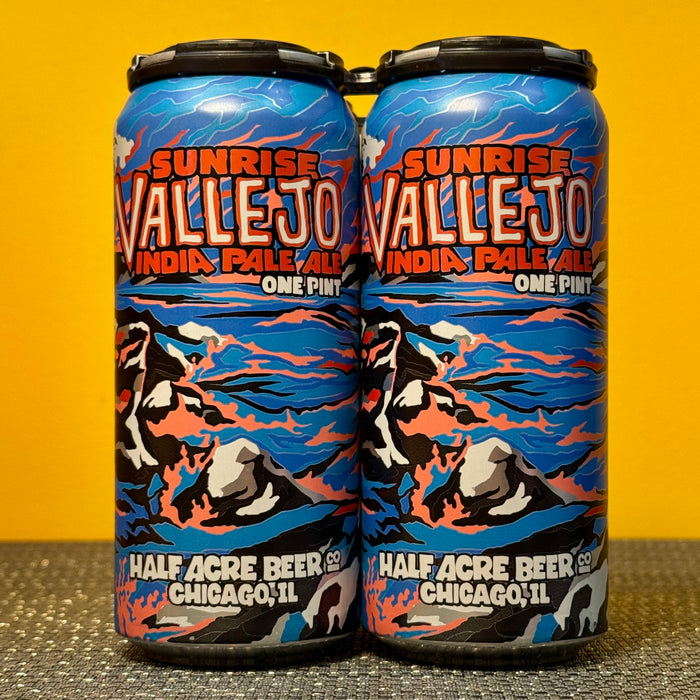 SUNRISE
VALLEJO
INDIA PALE ALE
ONE PINT
HALF ACRE BEER CO
CHICAGO, IL
SUNRISE
VALLEJO
INDIA PALE ALE
ONE PINT
HALF ACRE BEER CO
CHICAGO, IL